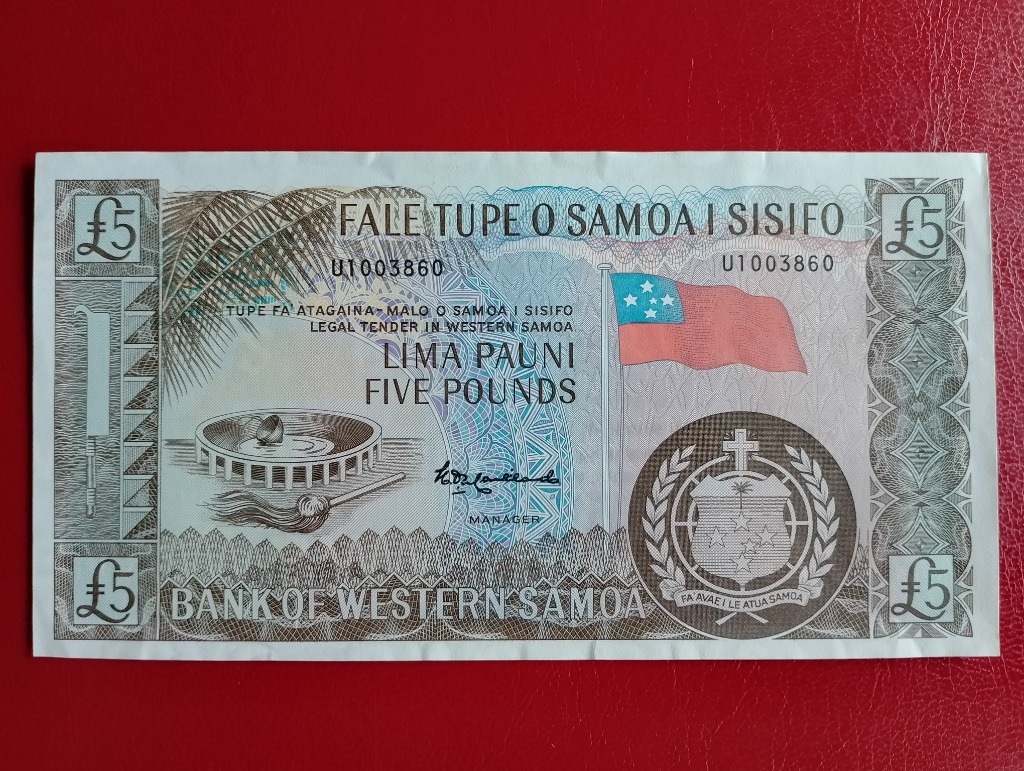 £5
£5
FALE TUPE O SAMOA I SISIFO
U1003860
U1003860
TUPE FA'ATAGAINA - MALO O SAMOA I SISIFO
LEGAL TENDER IN WESTERN SAMOA
LIMA PAUNI
FIVE POUNDS
MANAGER
FA'AVAE I LE ATUA SAMOA
£5
£5
BANK OF WESTERN SAMOA